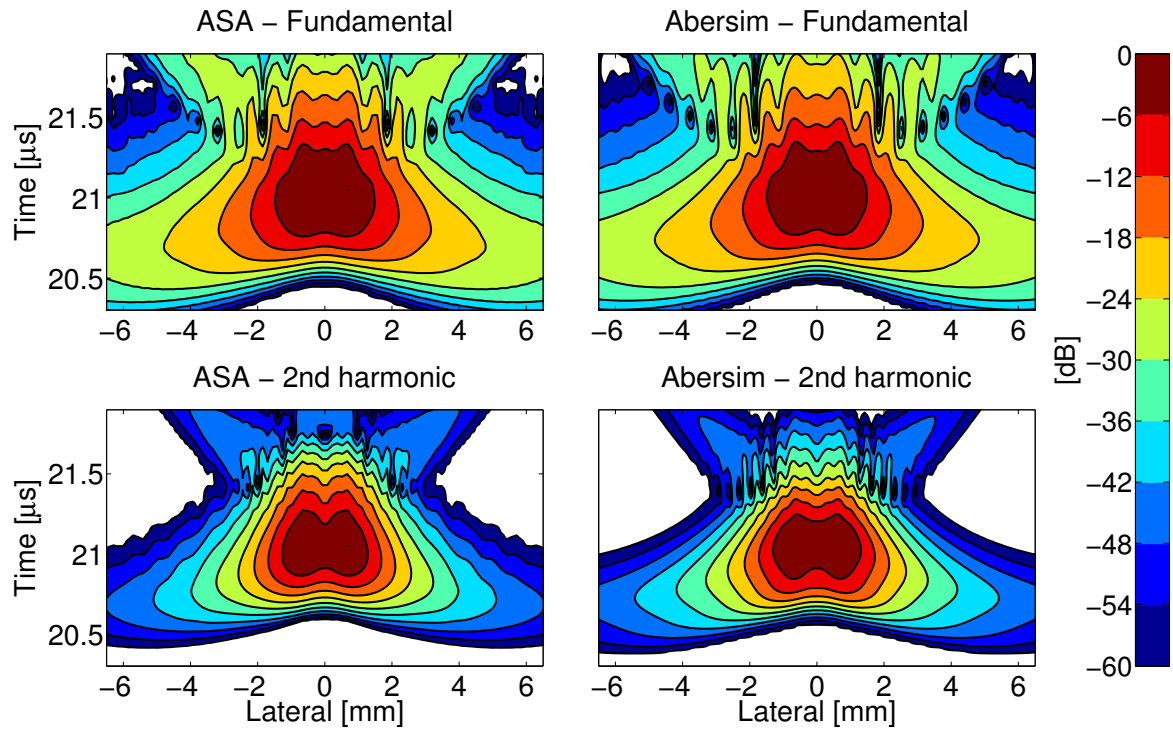 ASA − Fundamental
Abersim − Fundamental
Time [µs]
21.5
21
20.5
−6 −4 −2 0 2 4 6
−6 −4 −2 0 2 4 6
ASA − 2nd harmonic
Abersim − 2nd harmonic
Time [µs]
21.5
21
20.5
−6 −4 −2 0 2 4 6
−6 −4 −2 0 2 4 6
Lateral [mm]
Lateral [mm]
[dB]
0
−6
−12
−18
−24
−30
−36
−42
−48
−54
−60